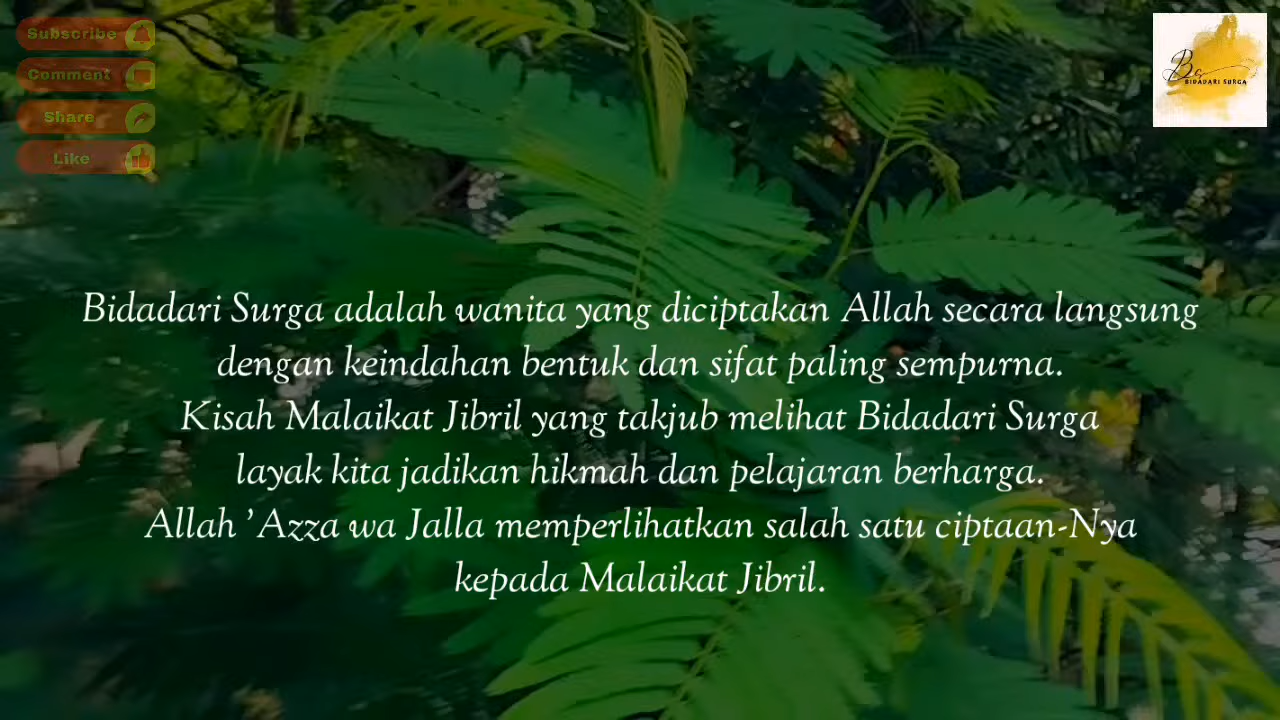 Subscribe
Comment
Share
Like
Bs
BIDADARI SURGA
Bidadari Surga adalah wanita yang diciptakan Allah secara langsung
dengan keindahan bentuk dan sifat paling sempurna.
Kisah Malaikat Jibril yang takjub melihat Bidadari Surga
layak kita jadikan hikmah dan pelajaran berharga.
Allah 'Azza wa Jalla memperlihatkan salah satu ciptaan-Nya
kepada Malaikat Jibril.